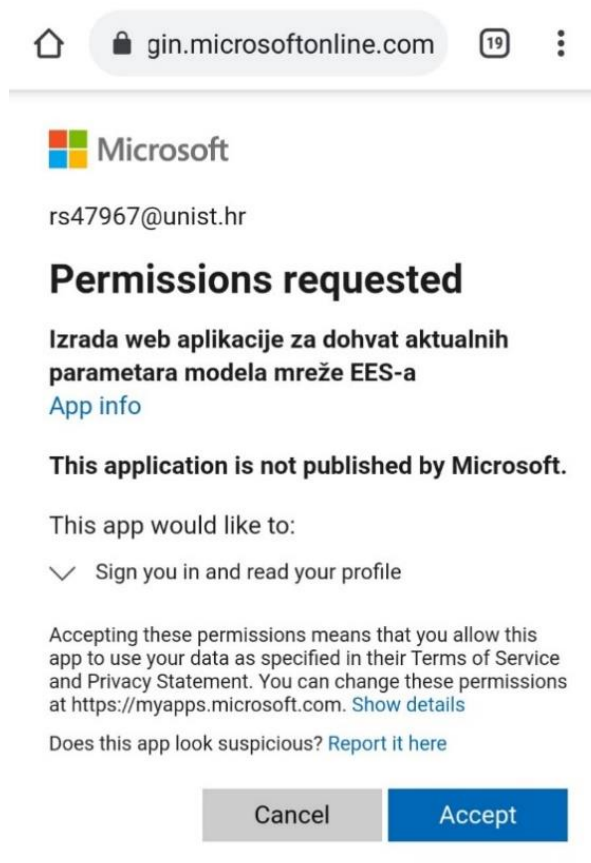 gin.microsoftonline.com
19
Microsoft
rs47967@unist.hr
Permissions requested
Izrada web aplikacije za dohvat aktualnih
parametara modela mreže EES-a
App info
This application is not published by Microsoft.
This app would like to:
Sign you in and read your profile
Accepting these permissions means that you allow this
app to use your data as specified in their Terms of Service
and Privacy Statement. You can change these permissions
at https://myapps.microsoft.com. Show details
Does this app look suspicious? Report it here
Cancel
Accept